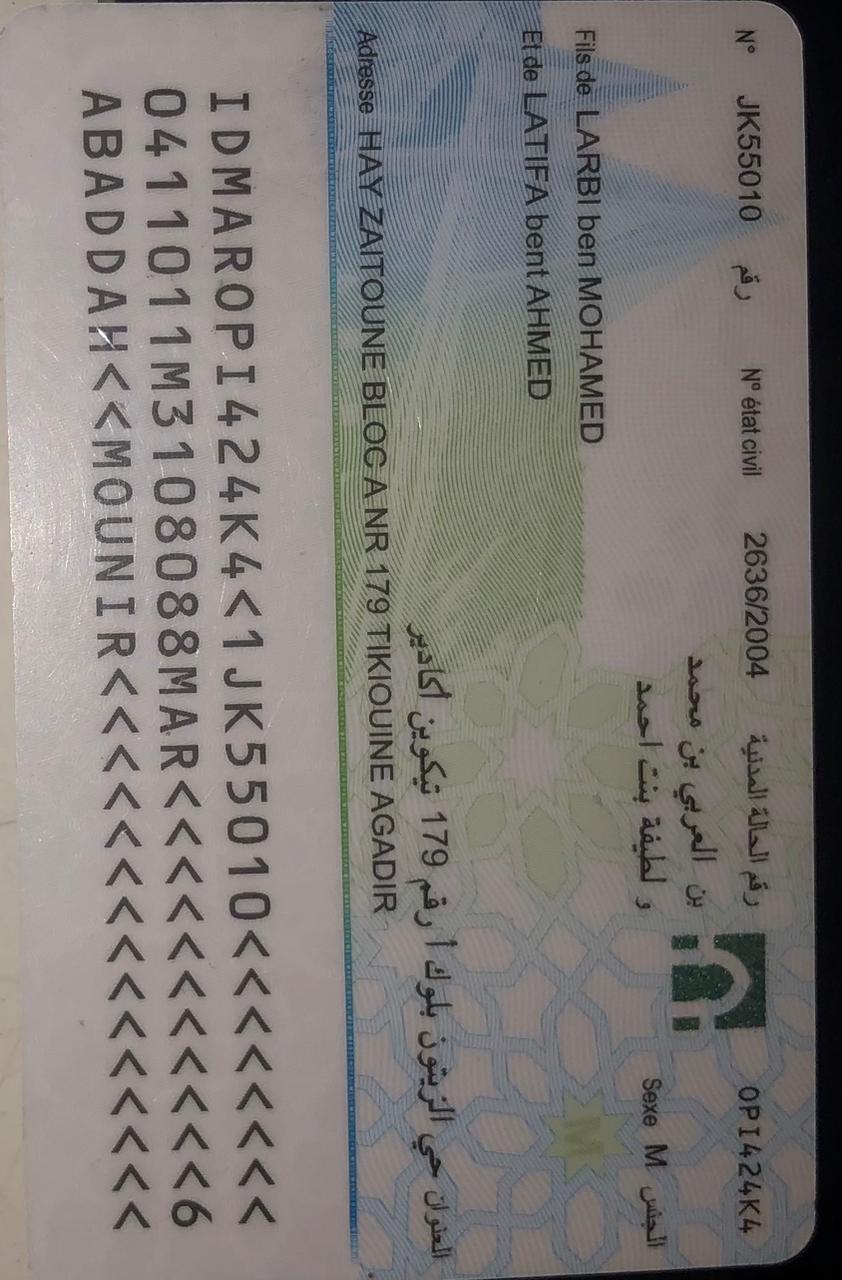 N° JK55010 رقم N° état civil 2636/2004 رقم الحالة المدنية OPI424K4
Fils de LARBI ben MOHAMED
بن العربي بن محمد
Et de LATIFA bent AHMED
و لطيفة بنت احمد
Sexe M الجنس
M
العنوان حي الزيتون بلوك أ رقم 179 تيكوين أكادير
Adresse HAY ZAITOUNE BLOC A NR 179 TIKIOUINE AGADIR
IDMAROPI424K4<1JK55010<<<<<<<<
0411011M3108088MAR<<<<<<<<<<<6
ABADDAH<<MOUNIR<<<<<<<<<<<<<<<